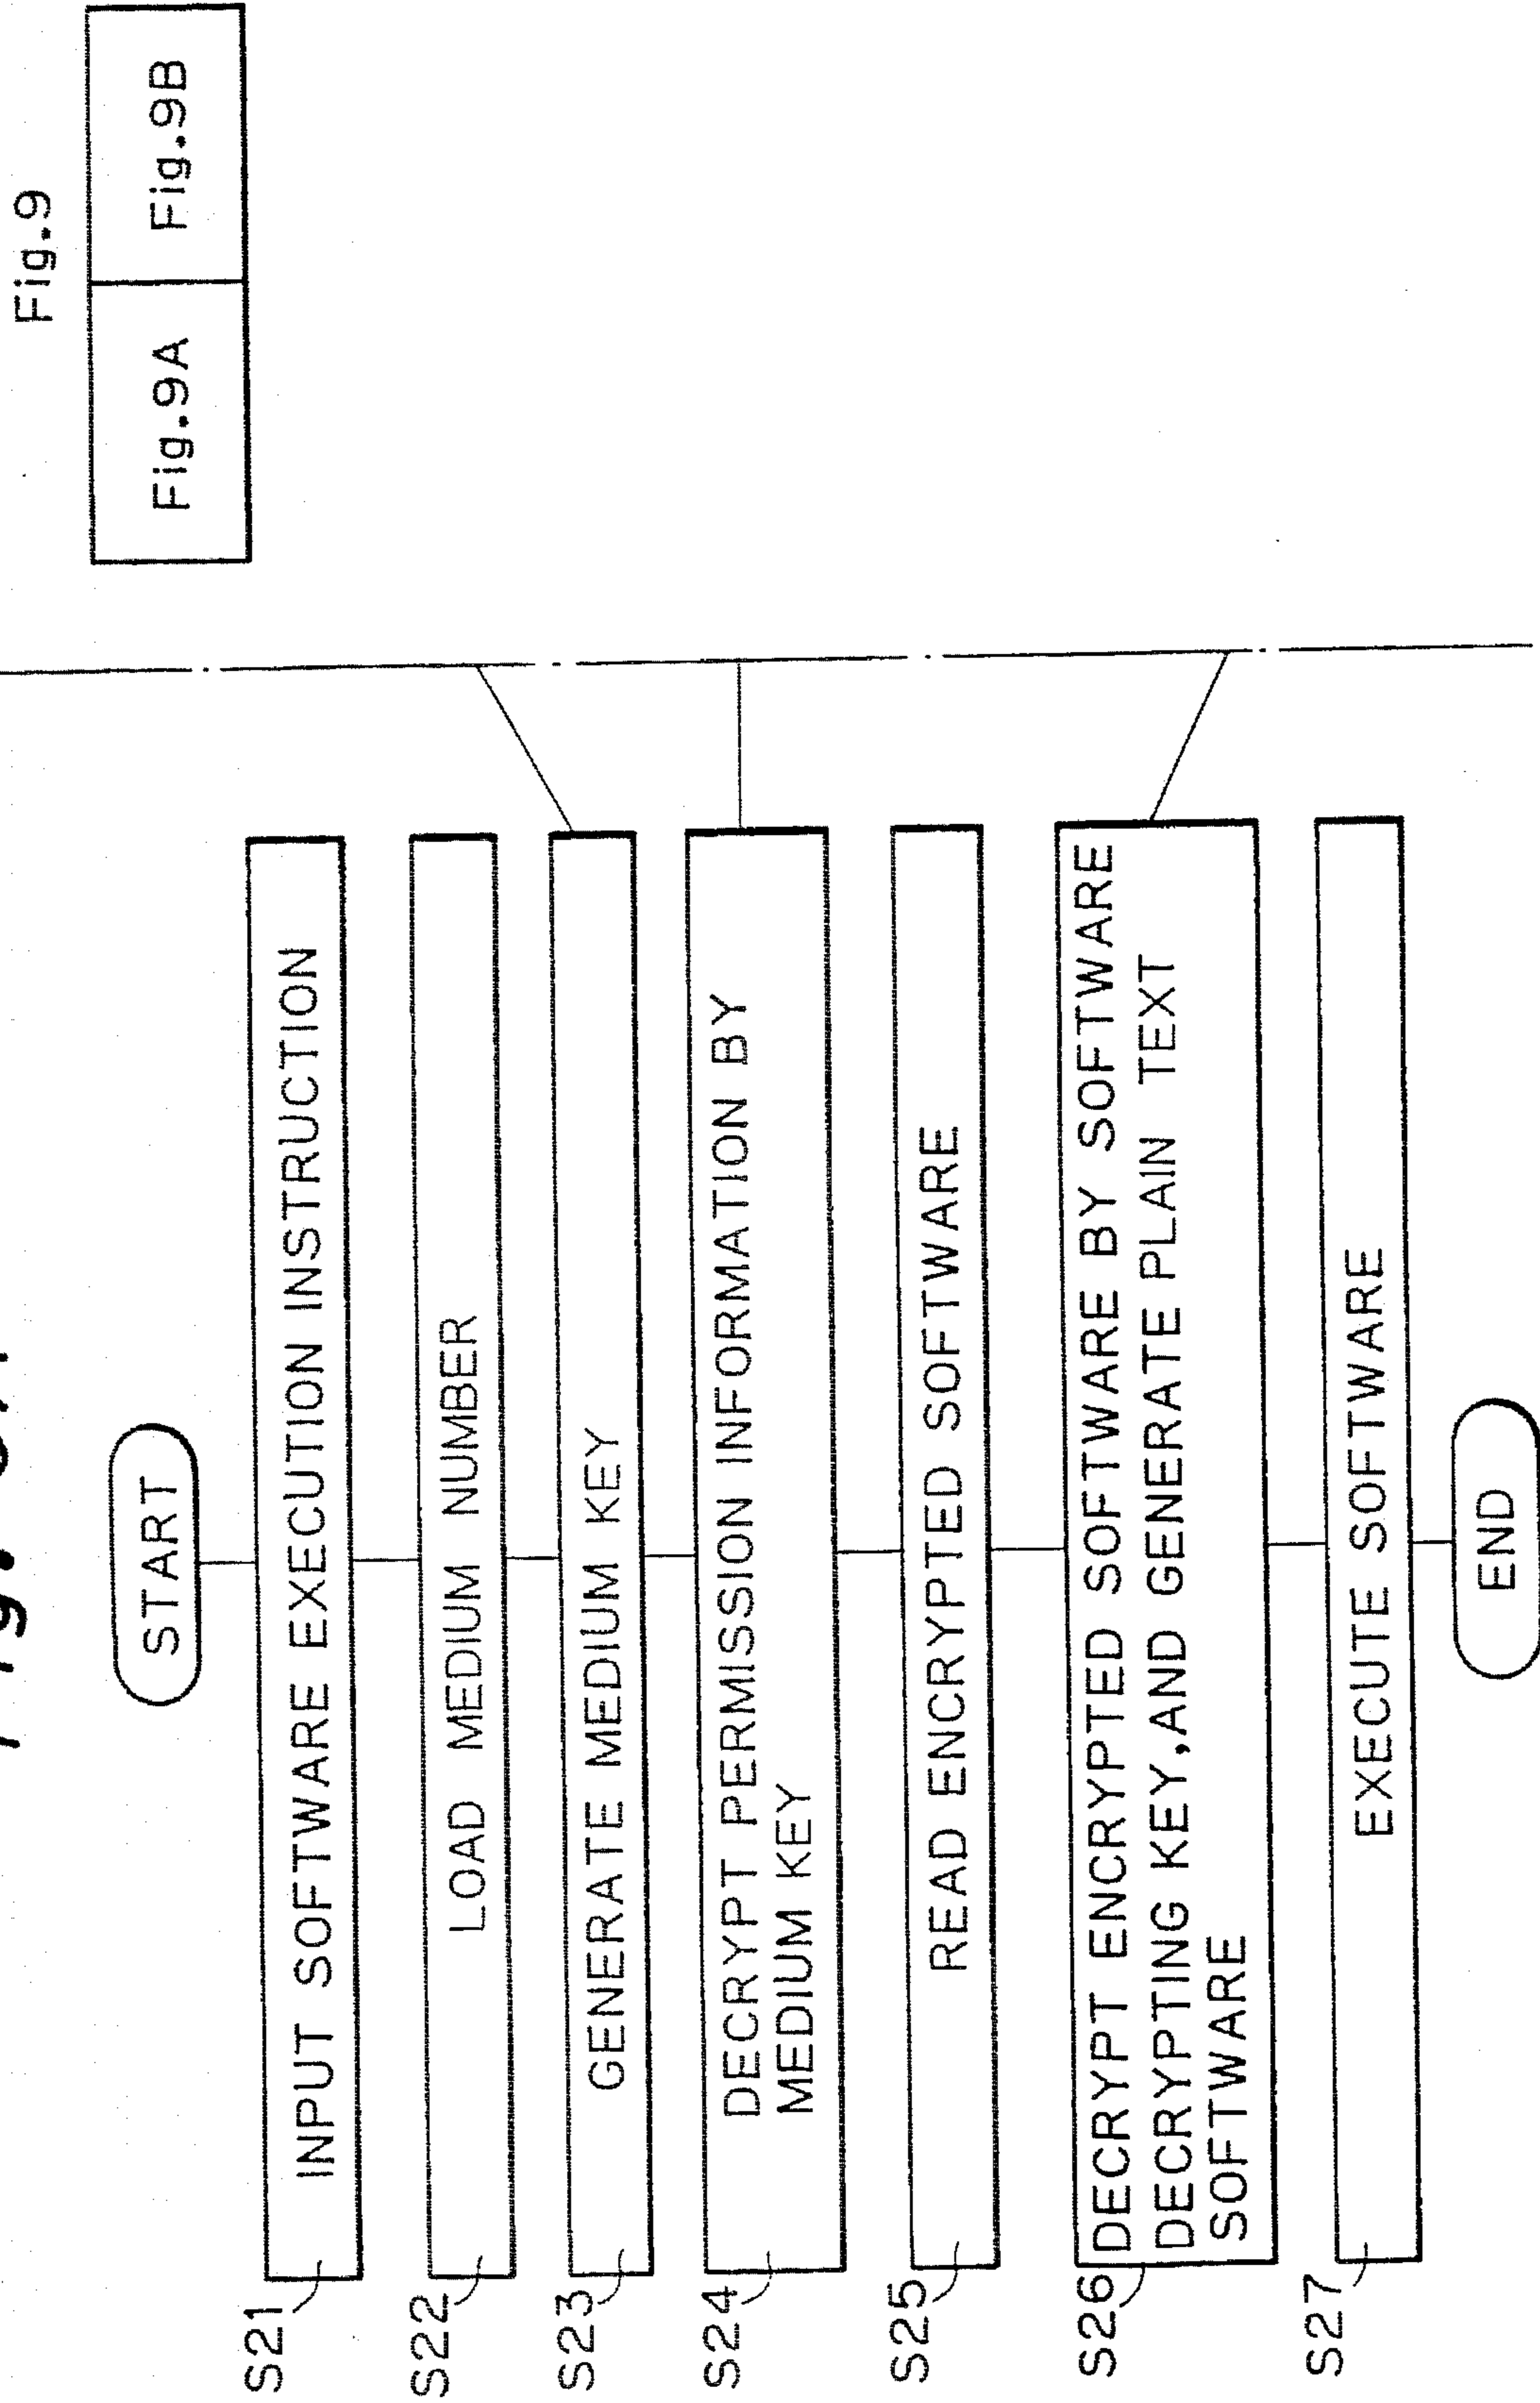 Fig.9
Fig.9A Fig.9B
START
S21 INPUT SOFTWARE EXECUTION INSTRUCTION
S22 LOAD MEDIUM NUMBER
S23 GENERATE MEDIUM KEY
S24 DECRYPT PERMISSION INFORMATION BY
MEDIUM KEY
S25 READ ENCRYPTED SOFTWARE
S26 DECRYPT ENCRYPTED SOFTWARE BY SOFTWARE
DECRYPTING KEY,AND GENERATE PLAIN TEXT
SOFTWARE
S27 EXECUTE SOFTWARE
END